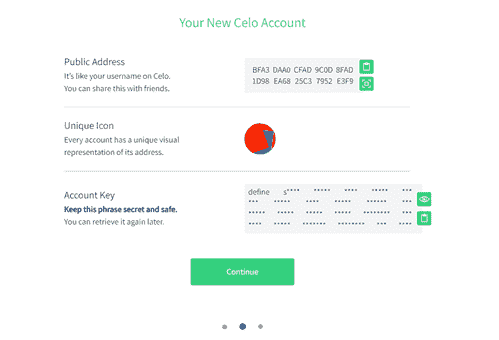 Your New Celo Account
Public Address
It's like your username on Celo.
You can share this with friends.
BFA3 DAA0 CFAD 9C0D 8FAD
1D98 EA68 25C3 7952 E3F9
Unique Icon
Every account has a unique visual
representation of its address.
Account Key
Keep this phrase secret and safe.
You can retrieve it again later.
define s•••• ••••• •••• •••• ••••
••• ••••• •••• ••••• •••••• •••
••••• ••••• •••• ••••• •••••••• ••••
•••• ••••• •••• •••••••• ••• ••••
Continue